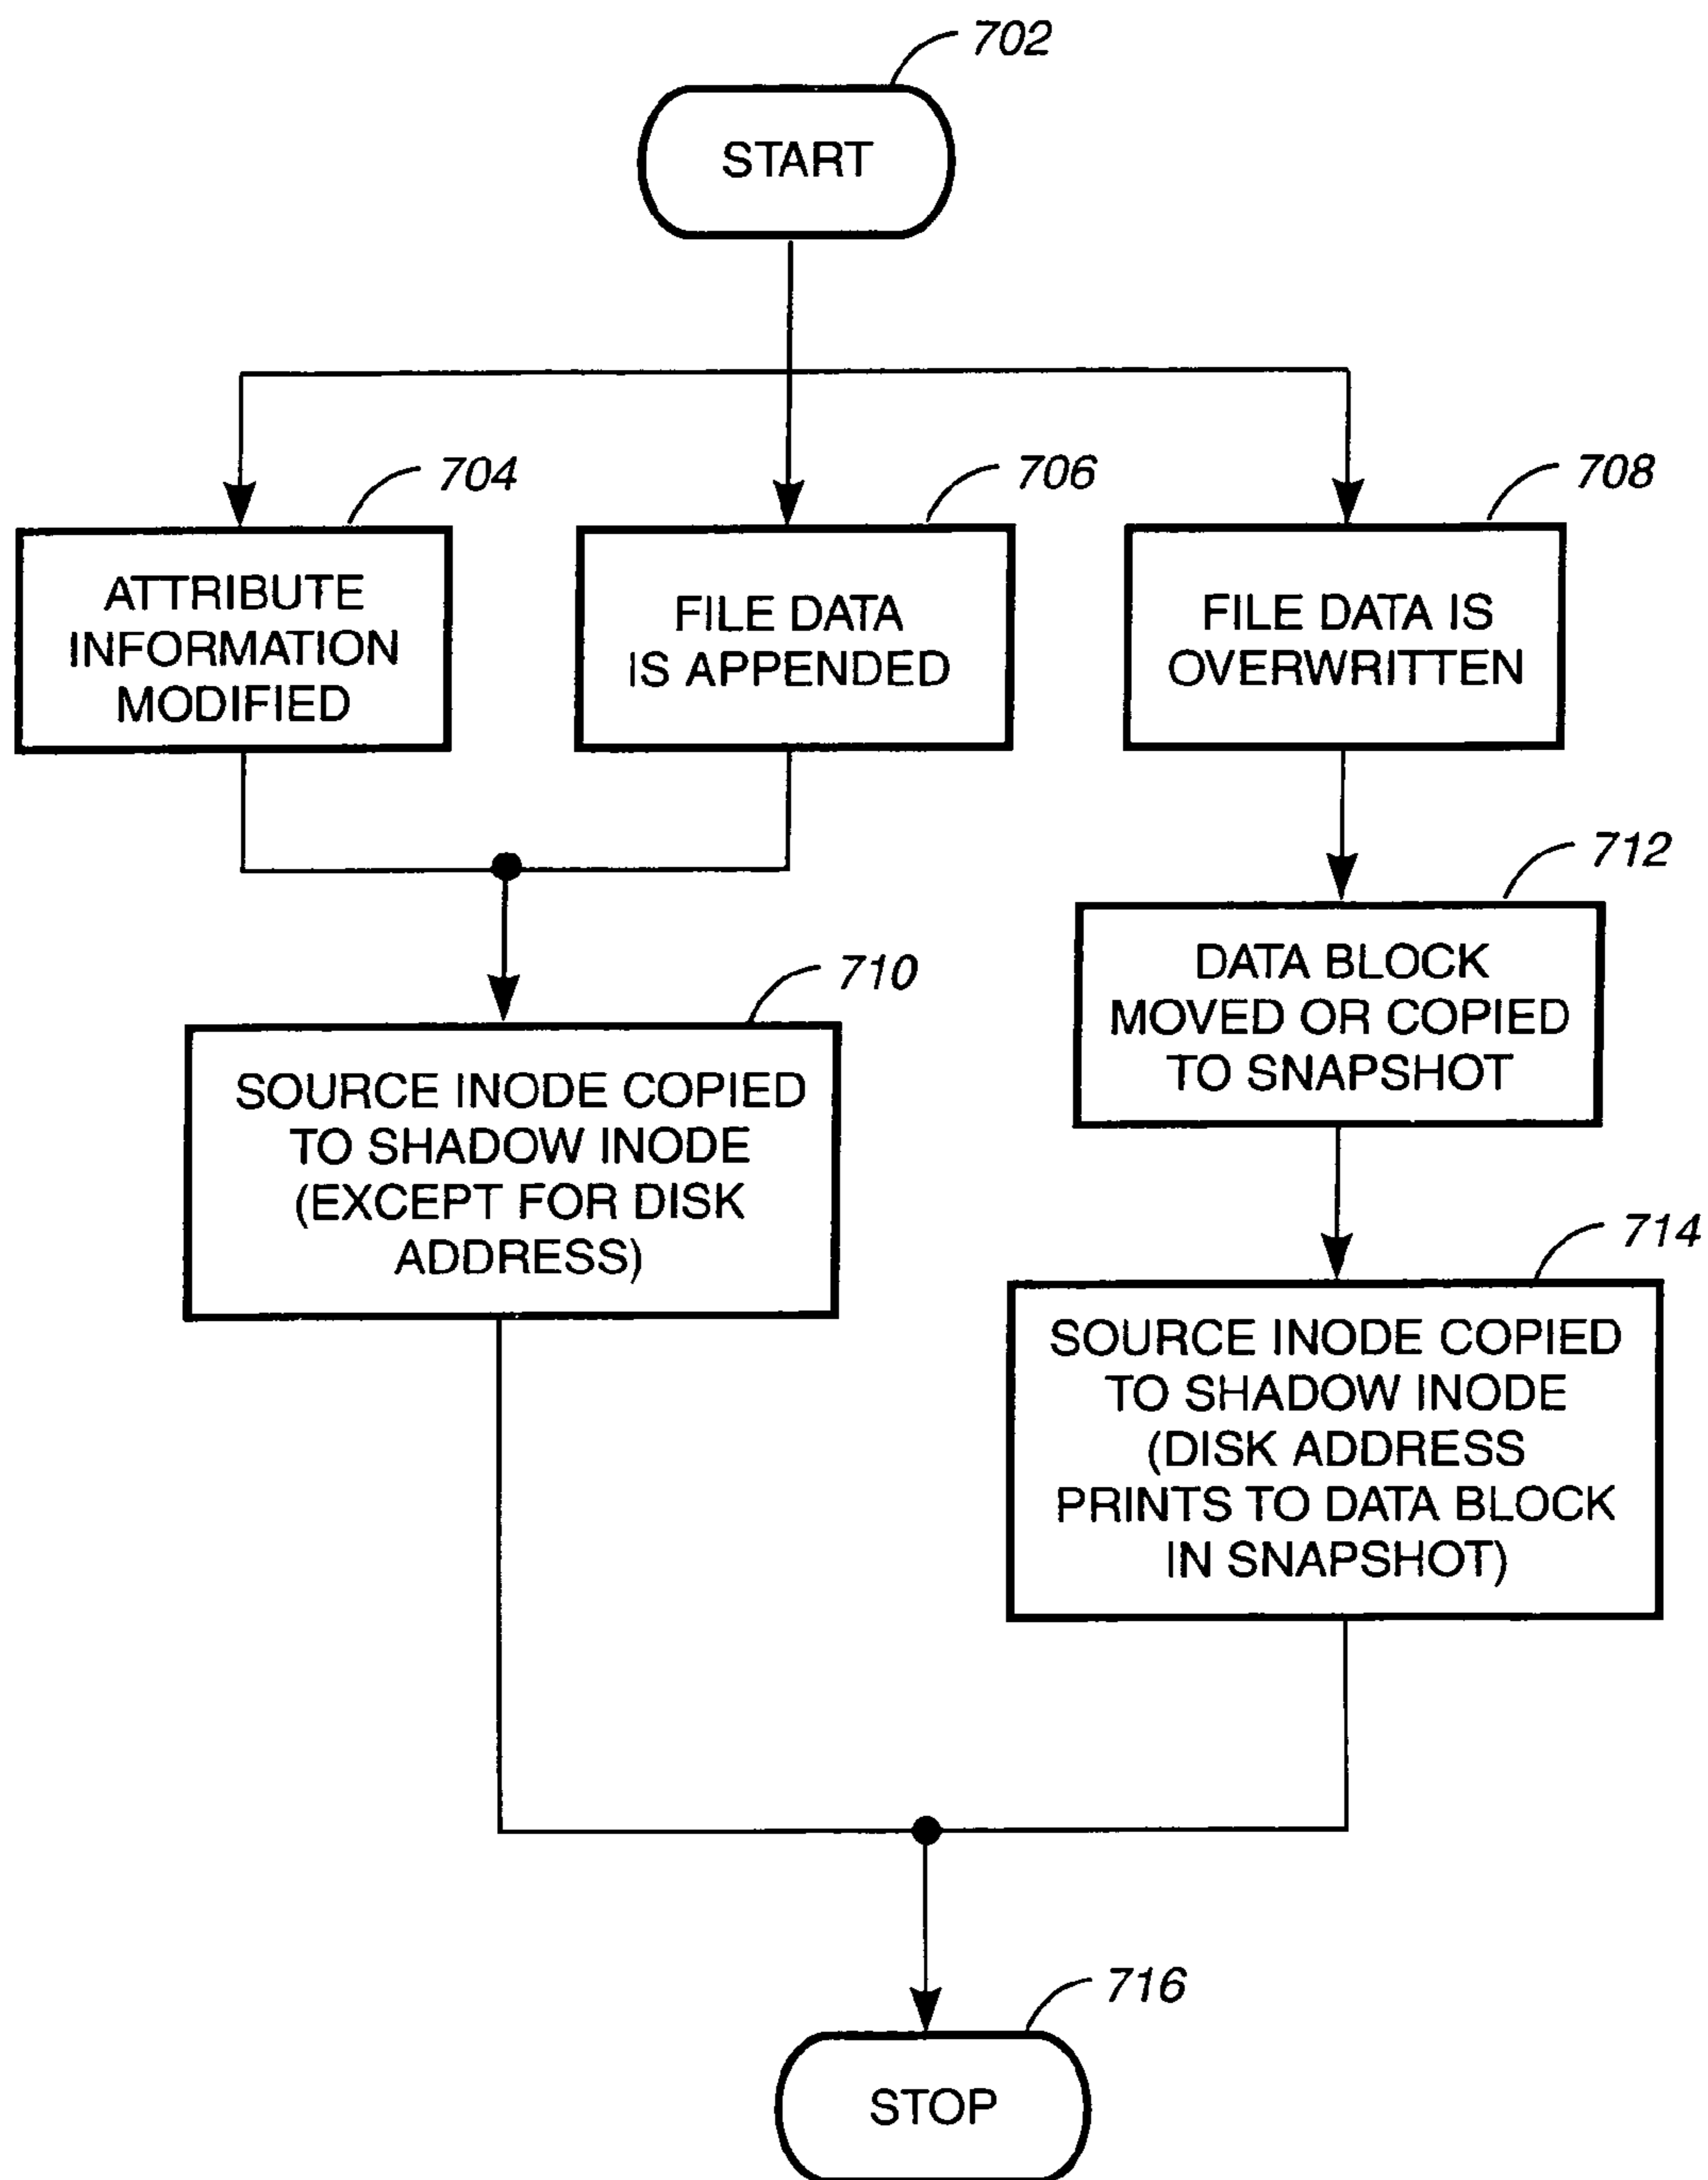 702
START
704
706
708
ATTRIBUTE
INFORMATION
MODIFIED
FILE DATA
IS APPENDED
FILE DATA IS
OVERWRITTEN
712
DATA BLOCK
MOVED OR COPIED
TO SNAPSHOT
710
SOURCE INODE COPIED
TO SHADOW INODE
(EXCEPT FOR DISK
ADDRESS)
714
SOURCE INODE COPIED
TO SHADOW INODE
(DISK ADDRESS
PRINTS TO DATA BLOCK
IN SNAPSHOT)
716
STOP